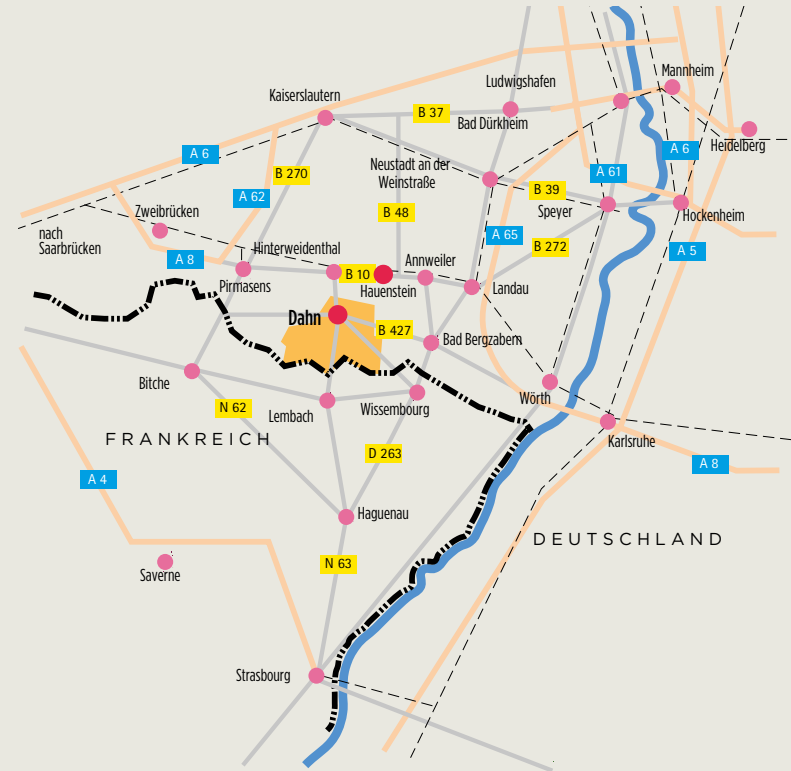 Mannheim
Ludwigshafen
Kaiserslautern
B 37
Bad Dürkheim
Heidelberg
A 6
A 6
Neustadt an der
Weinstraße
B 270
A 61
A 62
B 39
Zweibrücken
B 48
Speyer
Hockenheim
nach
Saarbrücken
A 65
Hinterweidenthal
B 272
A 5
A 8
Annweiler
B 10
Pirmasens
Hauenstein
Landau
Dahn
B 427
Bad Bergzabern
Bitche
Wörth
N 62
Lembach
Wissembourg
FRANKREICH
Karlsruhe
D 263
A 8
A 4
Haguenau
DEUTSCHLAND
N 63
Saverne
Strasbourg